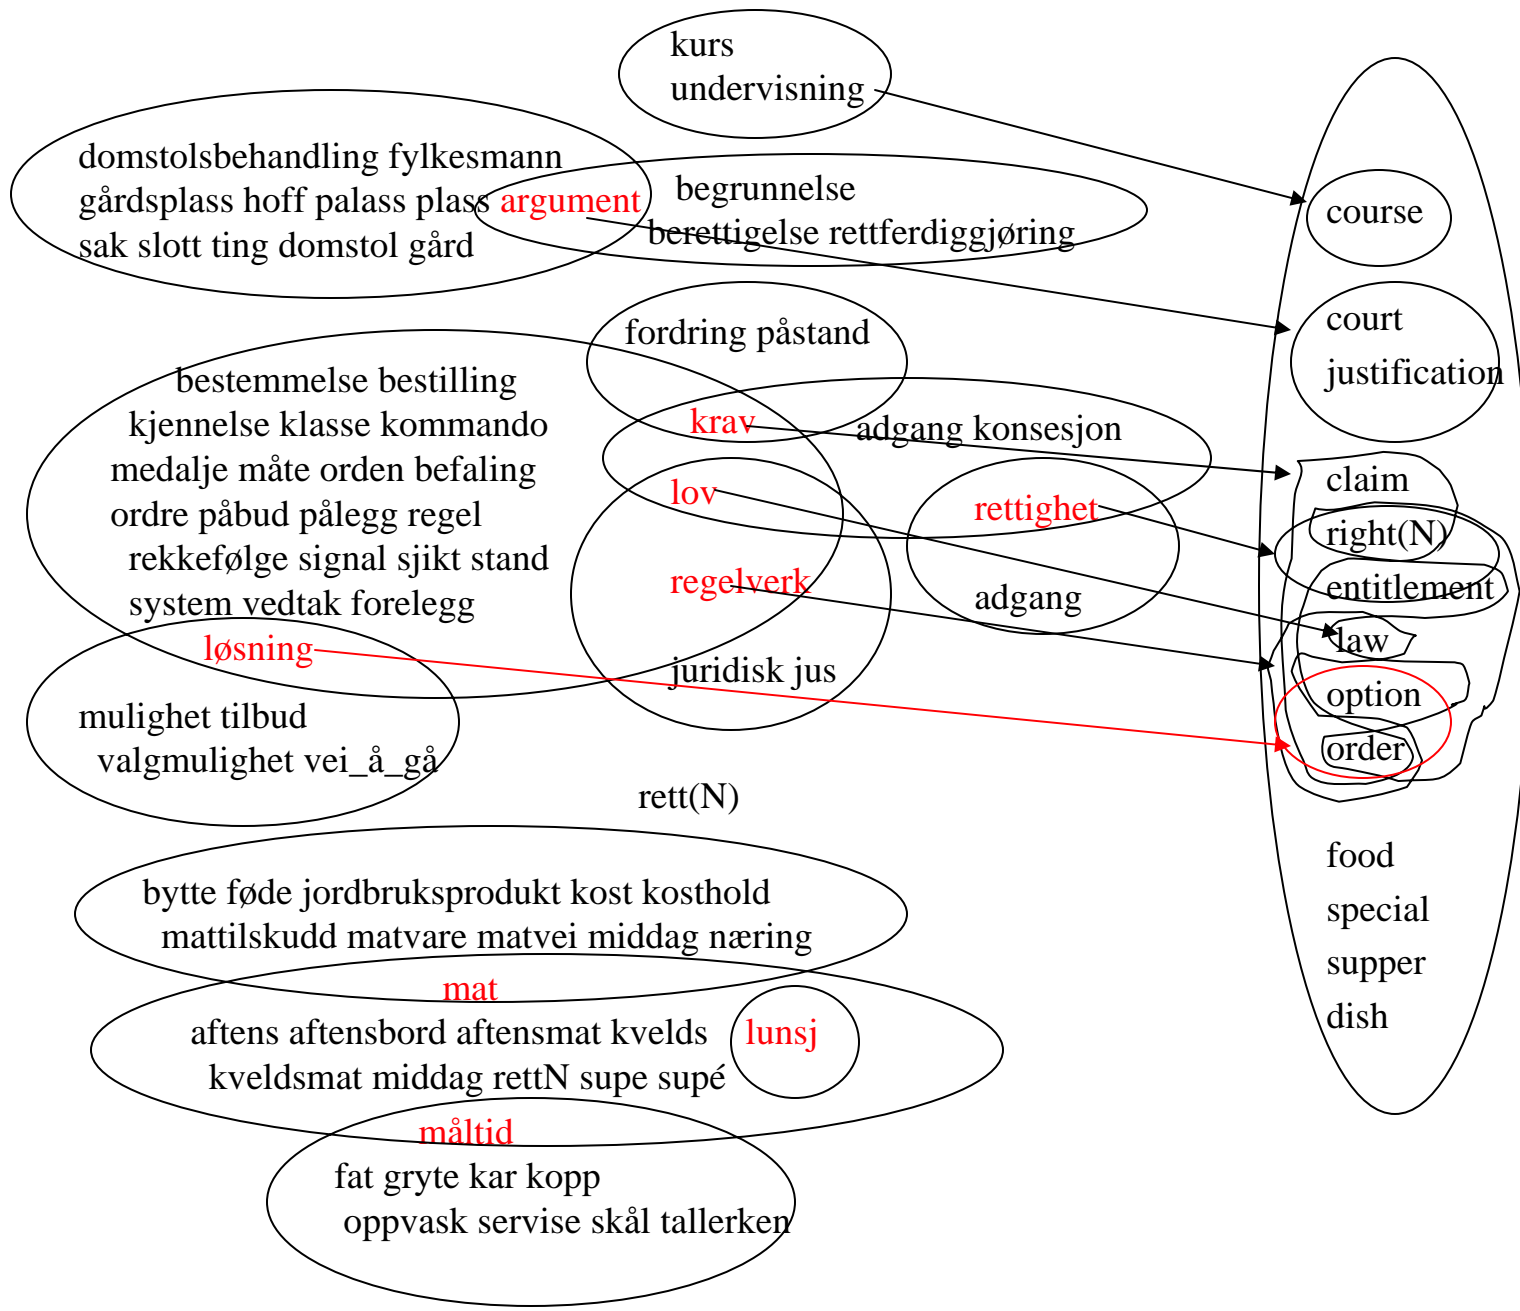 kurs
undervisning
domstolsbehandling fylkesmann
gårdsplass hoff palass plass argument
sak slott ting domstol gård
begrunnelse
berettigelse rettferdiggjøring
fordring påstand
bestemmelse bestilling
kjennelse klasse kommando
medalje måte orden befaling
ordre påbud pålegg regel
rekkefølge signal sjikt stand
system vedtak forelegg
løsning
mulighet tilbud
valgmulighet vei_å_gå
krav
adgang konsesjon
lov
rettighet
regelverk
adgang
juridisk jus
rett(N)
bytte føde jordbruksprodukt kost kosthold
mattilskudd matvare matvei middag næring
mat
aftens aftensbord aftensmat kvelds lunsj
kveldsmat middag rettN supe supé
måltid
fat gryte kar kopp
oppvask servise skål tallerken
course
court
justification
claim
right(N)
entitlement
law
option
order
food
special
supper
dish